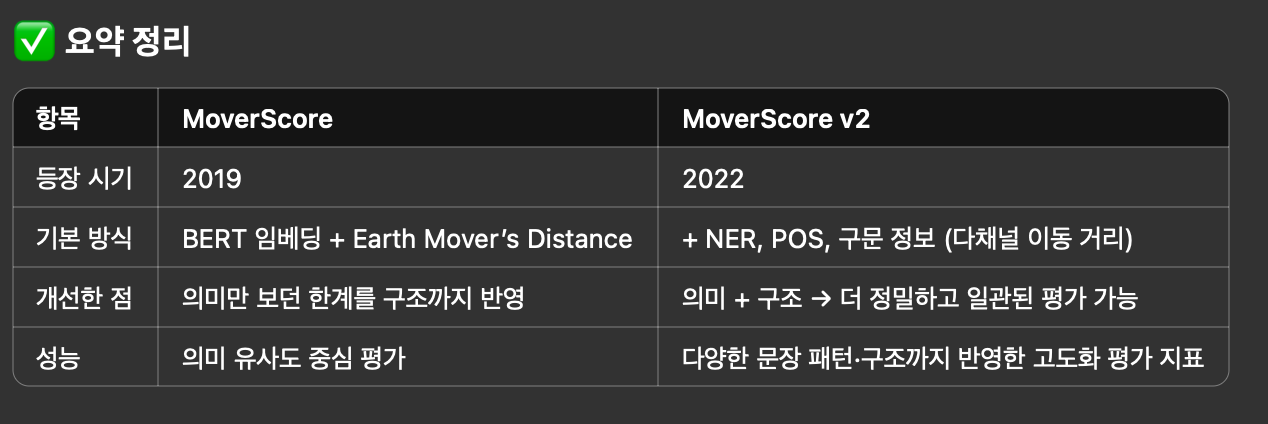 ✅ 요약 정리
항목 MoverScore MoverScore v2
등장 시기 2019 2022
기본 방식 BERT 임베딩 + Earth Mover’s Distance + NER, POS, 구문 정보 (다채널 이동 거리)
개선한 점 의미만 보던 한계를 구조까지 반영 의미 + 구조 → 더 정밀하고 일관된 평가 가능
성능 의미 유사도 중심 평가 다양한 문장 패턴·구조까지 반영한 고도화 평가 지표